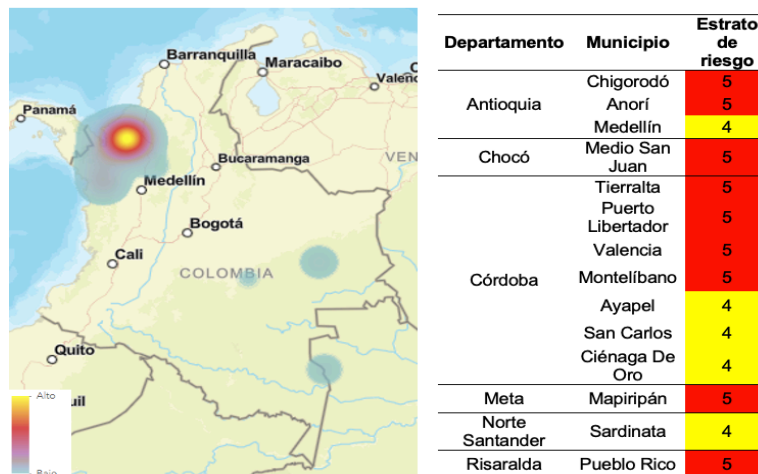 Barranquilla
Maracaibo
Valen
Panamá
Bucaramanga
VEN
Medellín
Bogotá
Cali
COLOMBIA
Quito
Alto
uil
Bajo
Departamento Municipio Estrato
de
riesgo
Antioquia
Chigorodó 5
Anorí 5
Medellín 4
Chocó Medio San
Juan 5
Córdoba
Tierralta 5
Puerto
Libertador 5
Valencia 5
Montelíbano 5
Ayapel 4
San Carlos 4
Ciénaga De
Oro 4
Meta Mapiripán 5
Norte
Santander Sardinata 4
Risaralda Pueblo Rico 5